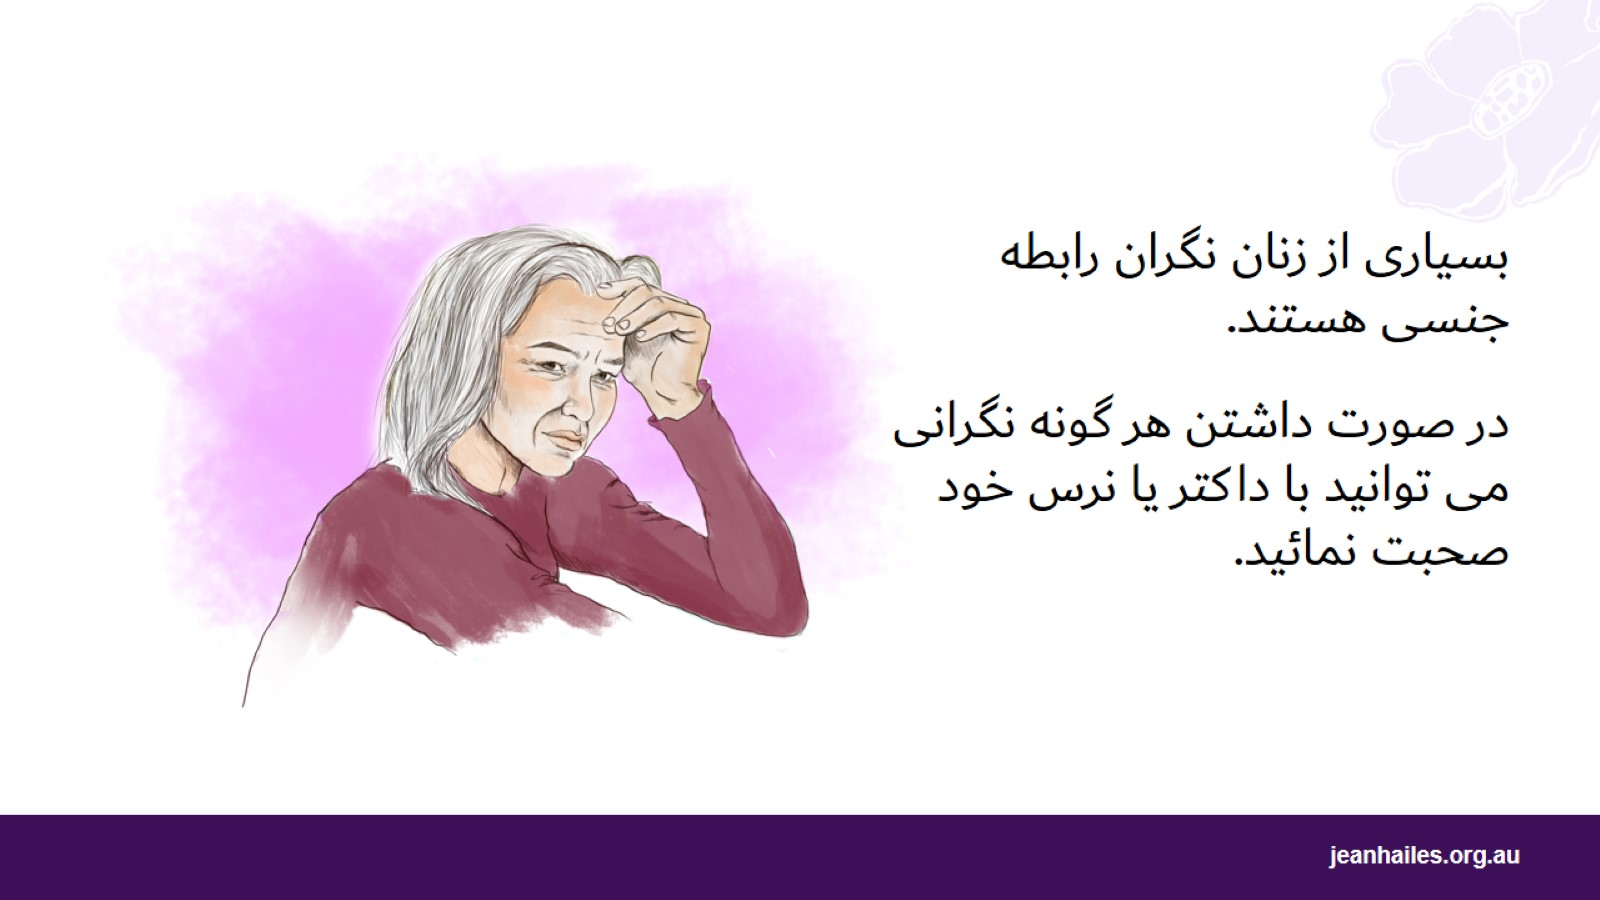 بسیاری از زنان نگران رابطه
جنسی هستند.
در صورت داشتن هر گونه نگرانی
می توانید با داکتر یا نرس خود
صحبت نمائید.
jeanhailes.org.au